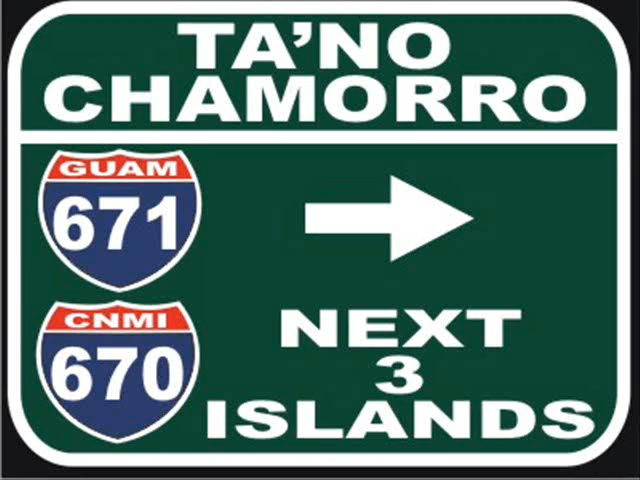 TA'NO
CHAMORRO
GUAM
671
CNMI
670
NEXT
3
ISLANDS